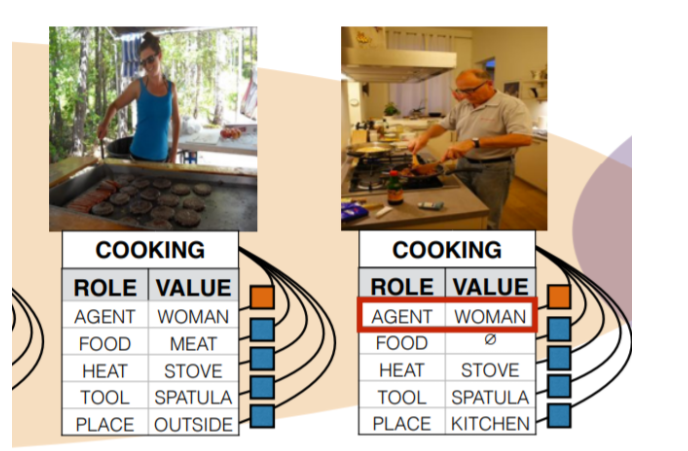 COOKING
ROLE VALUE
AGENT WOMAN
FOOD MEAT
HEAT STOVE
TOOL SPATULA
PLACE OUTSIDE
COOKING
ROLE VALUE
AGENT WOMAN
FOOD ∅
HEAT STOVE
TOOL SPATULA
PLACE KITCHEN